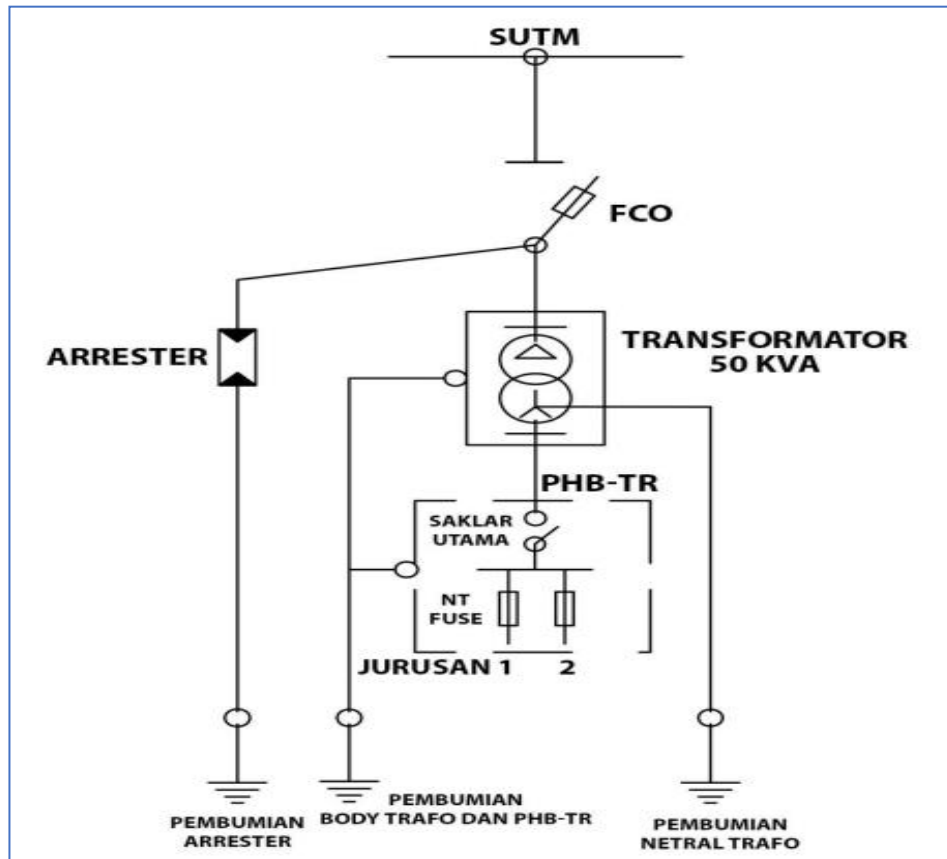 SUTM
FCO
ARRESTER
TRANSFORMATOR
50 KVA
PHB-TR
SAKLAR
UTAMA
NT
FUSE
JURUSAN 1 2
PEMBUMIAN
ARRESTER
PEMBUMIAN
BODY TRAFO DAN PHB-TR
PEMBUMIAN
NETRAL TRAFO